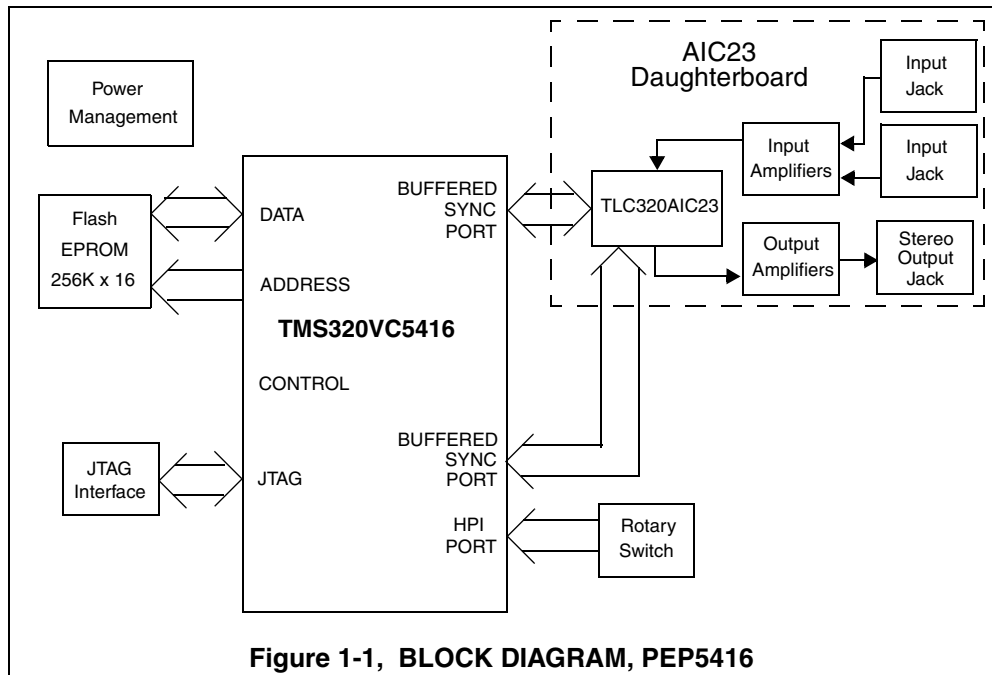 AIC23
Daughterboard
Input
Jack
Input
Jack
Input
Amplifiers
TLC320AIC23
Output
Amplifiers
Stereo
Output
Jack
Power
Management
Flash
EPROM
256K x 16
DATA
ADDRESS
TMS320VC5416
CONTROL
JTAG
BUFFERED
SYNC
PORT
BUFFERED
SYNC
PORT
HPI
PORT
JTAG
Interface
Rotary
Switch
Figure 1-1, BLOCK DIAGRAM, PEP5416